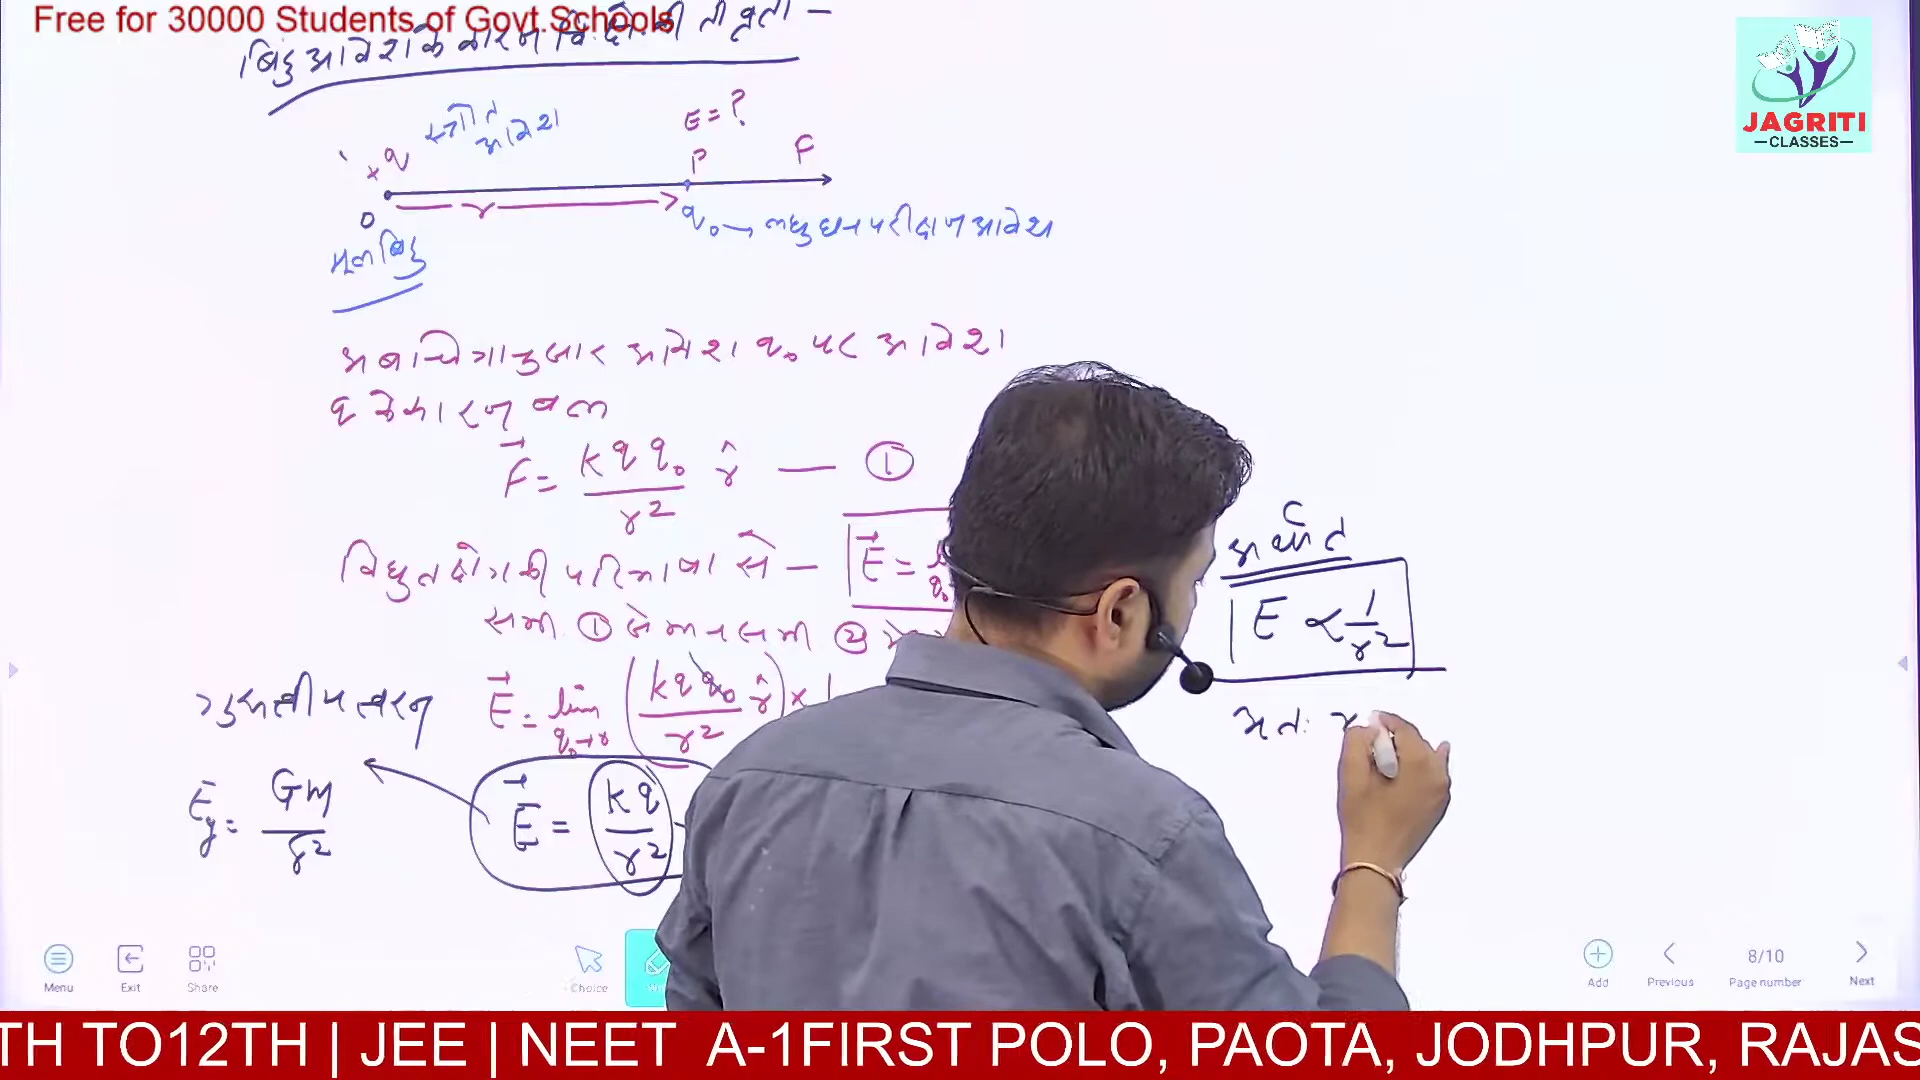 Free for 30000 Students of Govt.Schools
बिंदु आवेश के कारण वि. क्षे. की तीव्रता –
JAGRITI
CLASSES
स्त्रोत
आवेश
E = ?
q
P
F
O
r
q₀ → लघु धन परीक्षण आवेश
मूल बिंदु
आवेश q₀ पर आवेश
q के कारण बल
F⃗ = kqq₀/r² r̂ — ①
विद्युत क्षेत्र की परिभाषा से – E⃗ =
समी. ① से मान समी ②
E⃗ = lim q₀→0 (kqq₀/r² r̂) ×
E⃗ = kq/r²
गुरुत्वीय त्वरण
Eg = Gm/r²
अर्थात
E ∝ 1/r²
अतः r
Menu
Exit
Share
Choice
Add
Previous
8/10
Page number
Next
TH TO12TH | JEE | NEET A-1FIRST POLO, PAOTA, JODHPUR, RAJAS